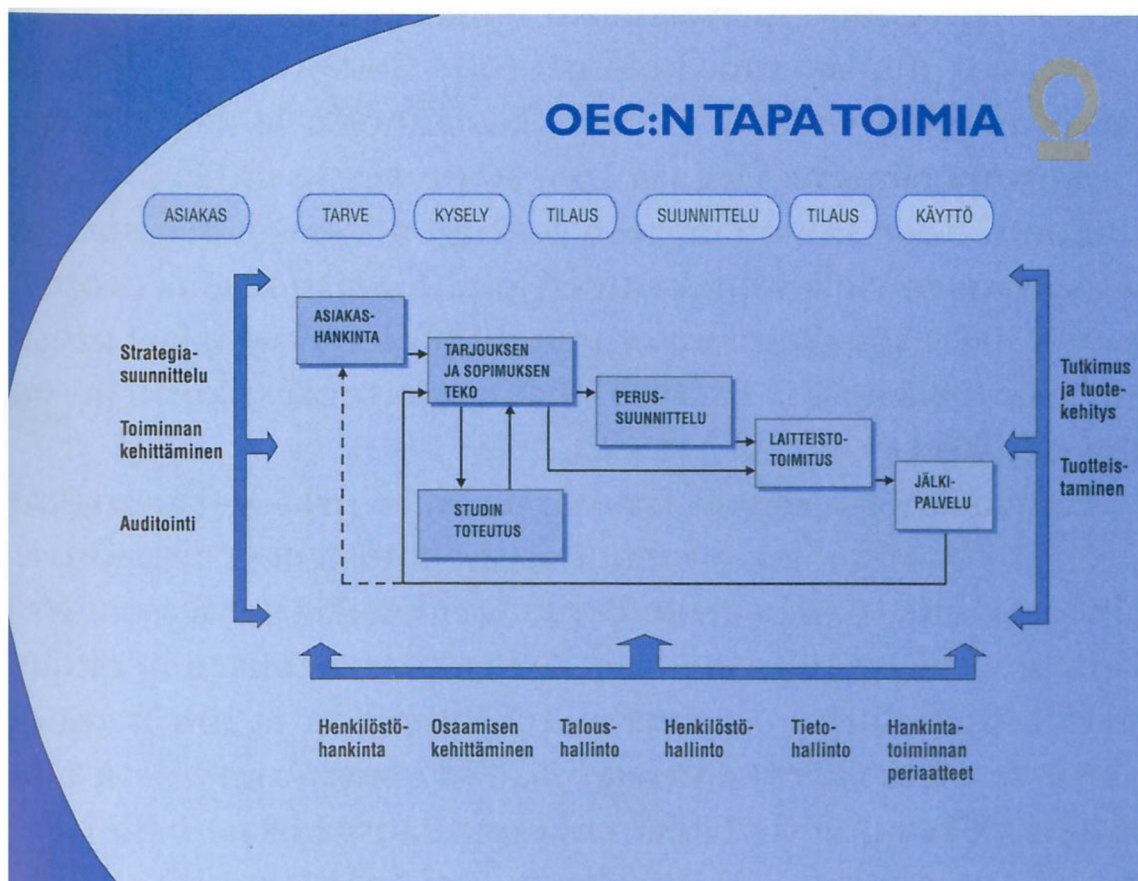 OEC:N TAPA TOIMIA
ASIAKAS
TARVE
KYSELY
TILAUS
SUUNNITTELU
TILAUS
KÄYTTÖ
ASIAKAS-
HANKINTA
TARJOUKSEN
JA SOPIMUKSEN
TEKO
PERUS-
SUUNNITTELU
LAITTEISTO-
TOIMITUS
JÄLKI-
PALVELU
STUDIN
TOTEUTUS
Strategia-
suunnittelu
Toiminnan
kehittäminen
Auditointi
Tutkimus
ja tuote-
kehitys
Tuotteis-
taminen
Henkilöstö-
hankinta
Osaamisen
kehittäminen
Talous-
hallinto
Henkilöstö-
hallinto
Tieto-
hallinto
Hankinta-
toiminnan
periaatteet